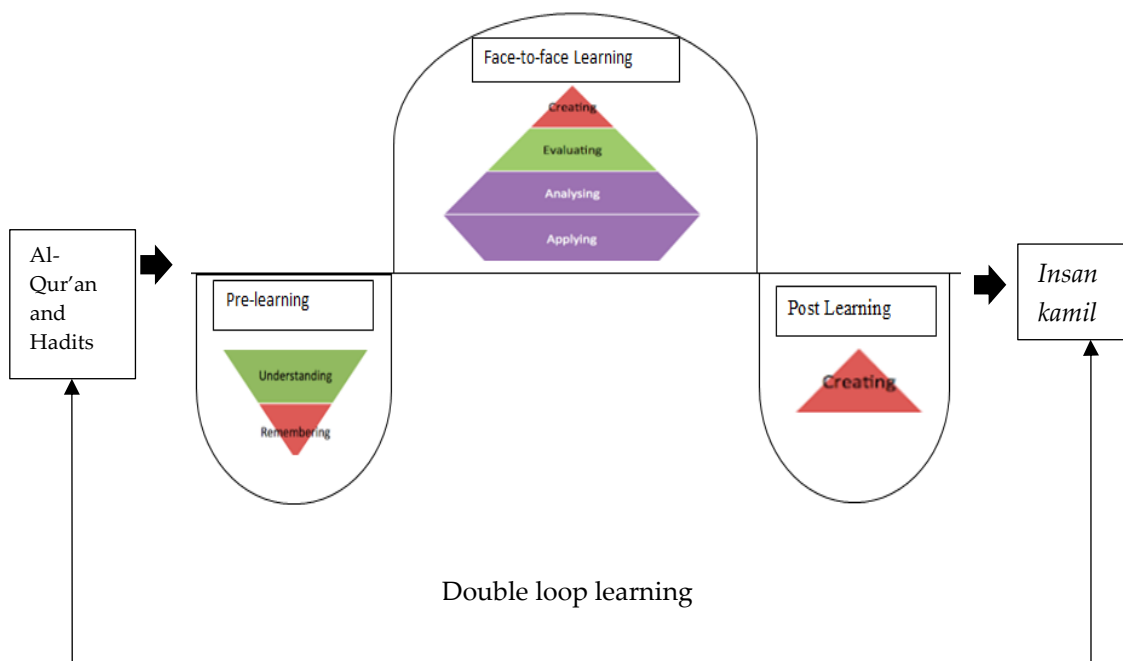 Face-to-face Learning
Creating
Evaluating
Analysing
Applying
Al-
Qur’an
and
Hadits
Pre-learning
Understanding
Remembering
Post Learning
Creating
Insan
kamil
Double loop learning